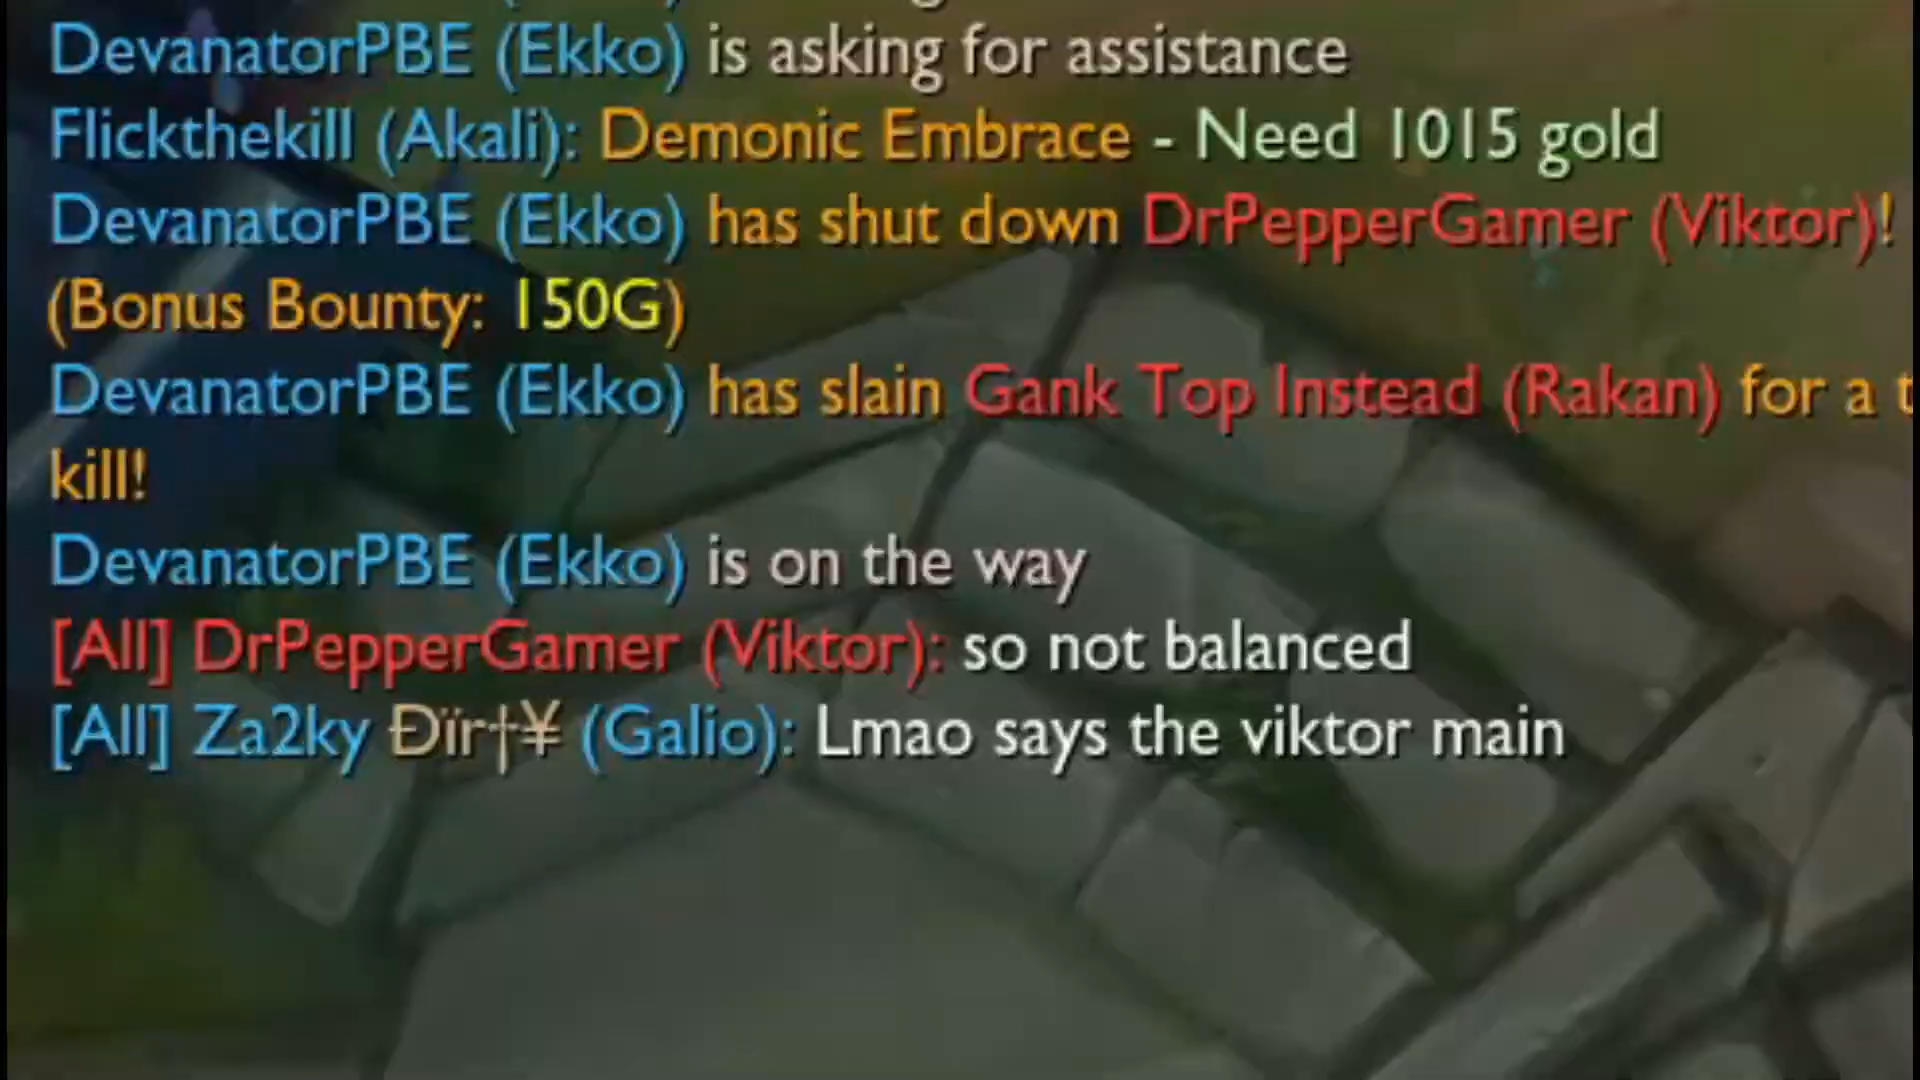 DevanatorPBE (Ekko) is asking for assistance
Flickthekill (Akali): Demonic Embrace - Need 1015 gold
DevanatorPBE (Ekko) has shut down DrPepperGamer (Viktor)!
(Bonus Bounty: 150G)
DevanatorPBE (Ekko) has slain Gank Top Instead (Rakan) for a t
kill!
DevanatorPBE (Ekko) is on the way
[All] DrPepperGamer (Viktor): so not balanced
[All] Za2ky Ðïr†¥ (Galio): Lmao says the viktor main